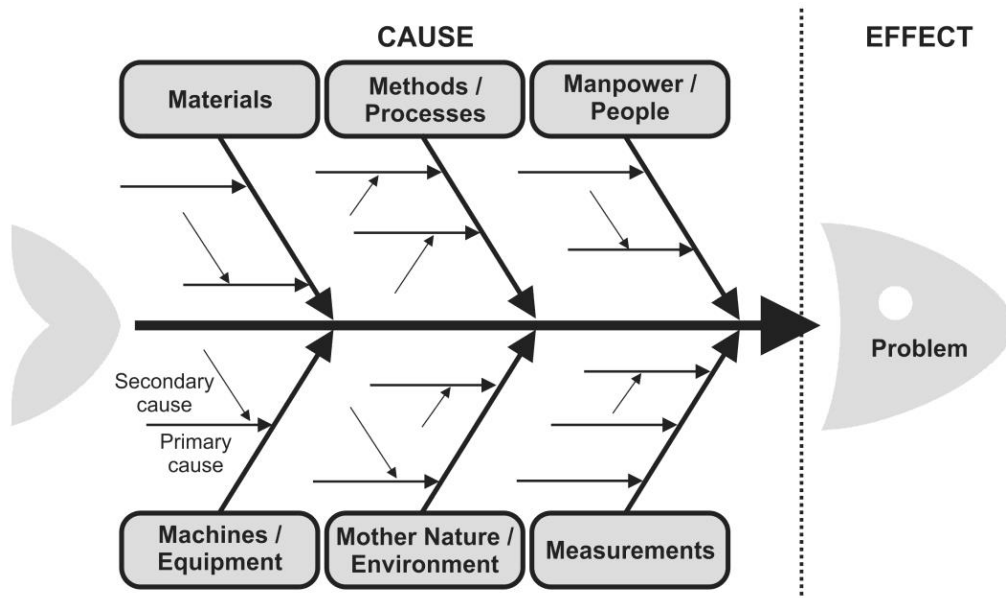 CAUSE
EFFECT
Materials
Methods /
Processes
Manpower /
People
Problem
Secondary
cause
Primary
cause
Machines /
Equipment
Mother Nature /
Environment
Measurements